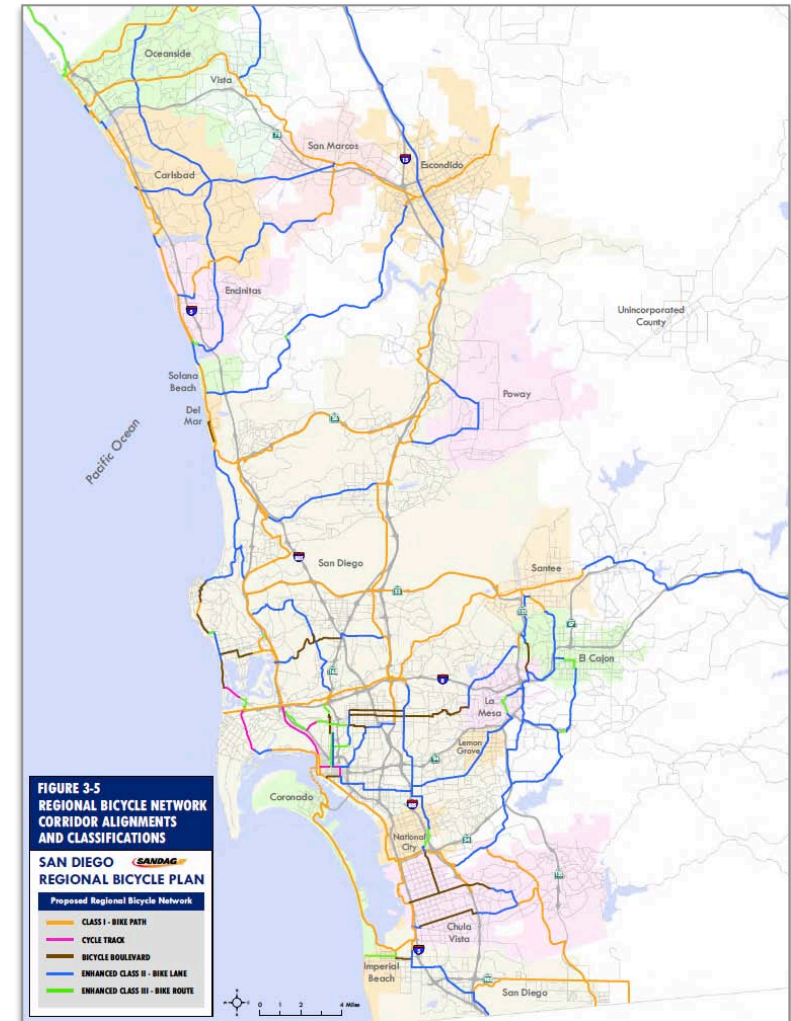 Oceanside
Vista
San Marcos
Escondido
Carlsbad
Encinitas
Unincorporated
County
Solana
Beach
Poway
Del
Mar
Pacific Ocean
San Diego
Santee
El Cajon
La
Mesa
Lemon
Grove
Coronado
National
City
Chula
Vista
Imperial
Beach
San Diego
FIGURE 3-5
REGIONAL BICYCLE NETWORK
CORRIDOR ALIGNMENTS
AND CLASSIFICATIONS
SAN DIEGO SANDAG
REGIONAL BICYCLE PLAN
Proposed Regional Bicycle Network
CLASS I - BIKE PATH
CYCLE TRACK
BICYCLE BOULEVARD
ENHANCED CLASS II - BIKE LANE
ENHANCED CLASS III - BIKE ROUTE
0 1 2 4 Miles